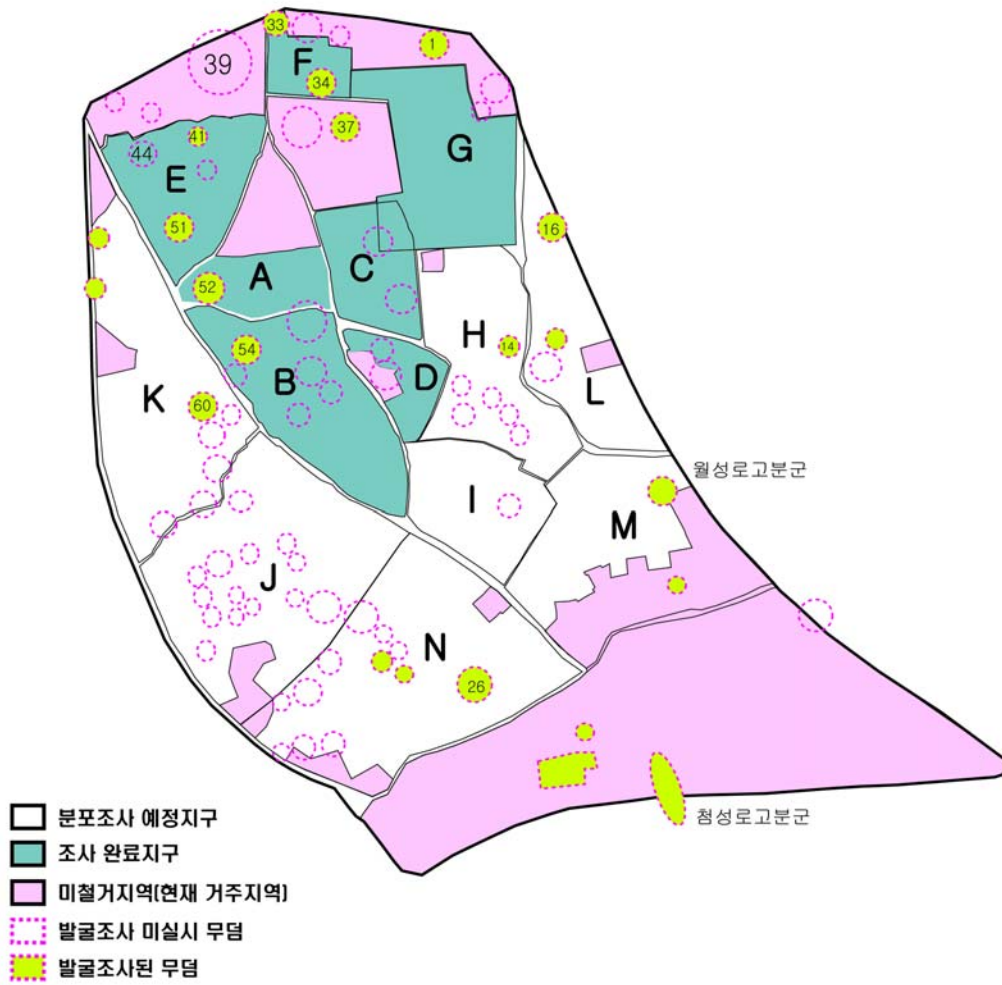 33
1
39
F
34
37
41
44
G
E
51
16
C
A
52
H
14
54
B
D
L
K
60
월성로고분군
I
M
J
N
26
첨성로고분군
분포조사 예정지구
조사 완료지구
미철거지역(현재 거주지역)
발굴조사 미실시 무덤
발굴조사된 무덤